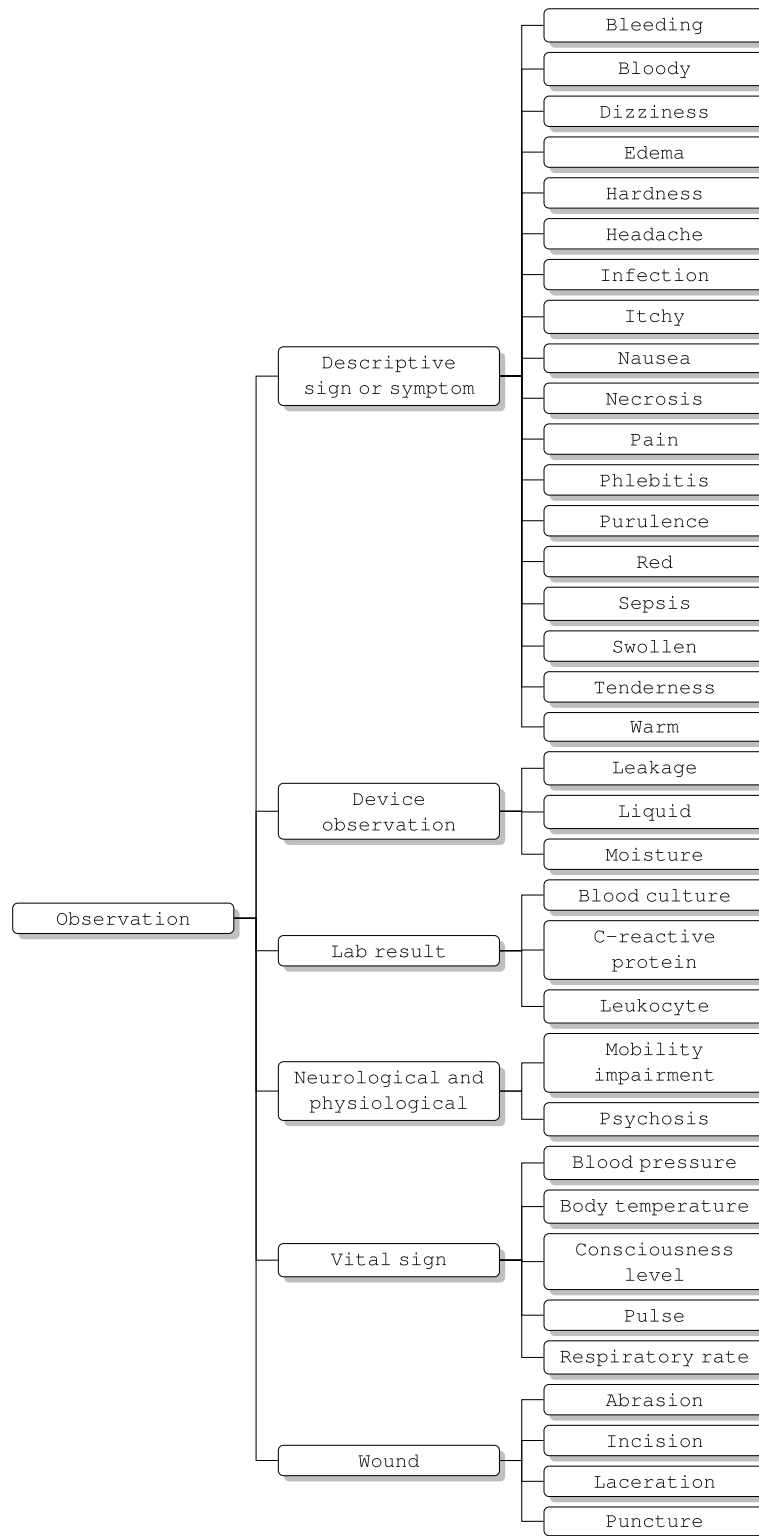 Bleeding
Bloody
Dizziness
Edema
Hardness
Headache
Infection
Itchy
Descriptive
sign or symptom
Nausea
Necrosis
Pain
Phlebitis
Purulence
Red
Sepsis
Swollen
Tenderness
Warm
Device
observation
Leakage
Liquid
Moisture
Observation
Lab result
Blood culture
C-reactive
protein
Leukocyte
Neurological and
physiological
Mobility
impairment
Psychosis
Vital sign
Blood pressure
Body temperature
Consciousness
level
Pulse
Respiratory rate
Wound
Abrasion
Incision
Laceration
Puncture